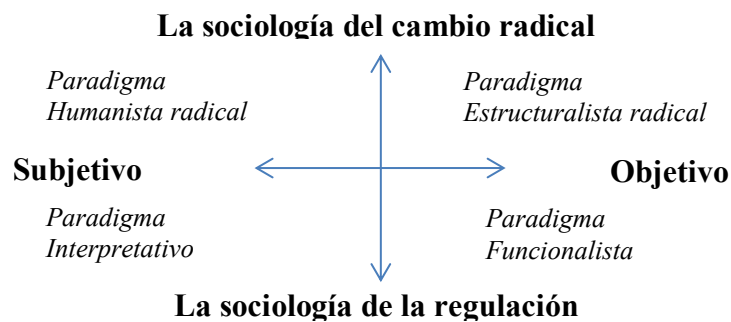 La sociología del cambio radical
Paradigma
Humanista radical
Paradigma
Estructuralista radical
Subjetivo
Objetivo
Paradigma
Interpretativo
Paradigma
Funcionalista
La sociología de la regulación